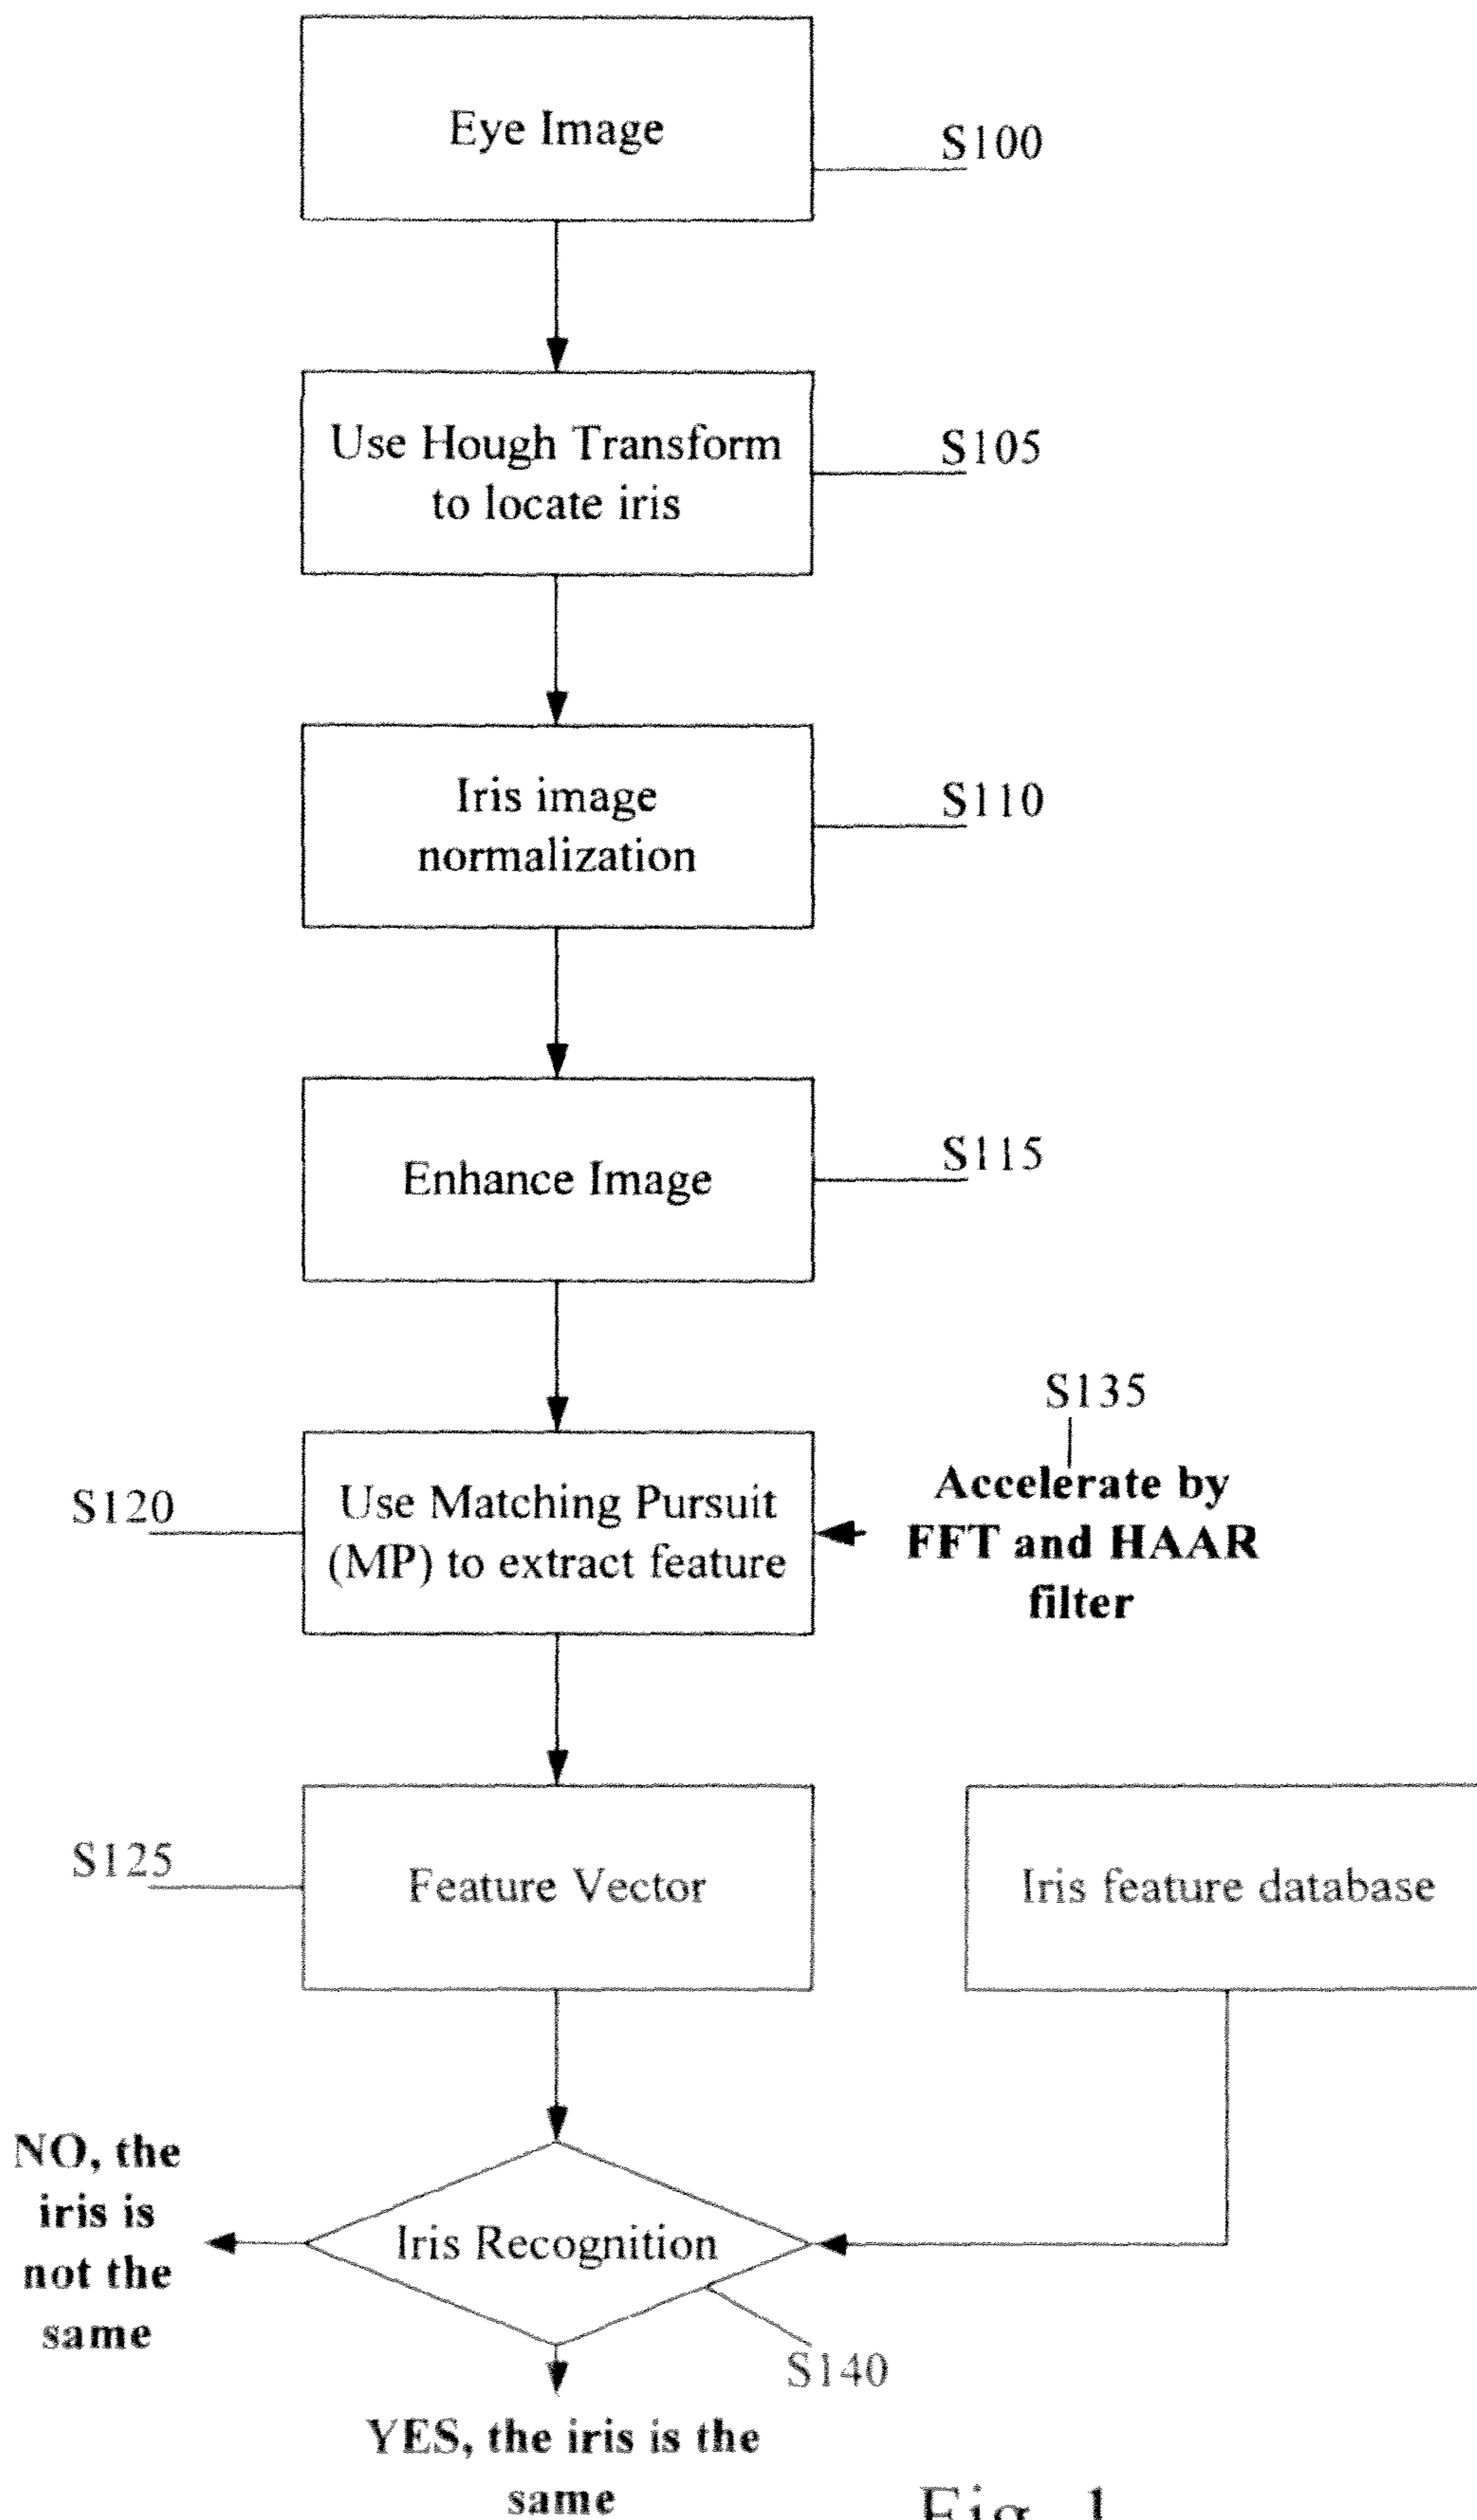 Eye Image
S100
Use Hough Transform
to locate iris
S105
Iris image
normalization
S110
Enhance Image
S115
S135
Accelerate by
FFT and HAAR
filter
S120
Use Matching Pursuit
(MP) to extract feature
S125
Feature Vector
Iris feature database
NO, the
iris is
not the
same
Iris Recognition
S140
YES, the iris is the
same
Fig. 1